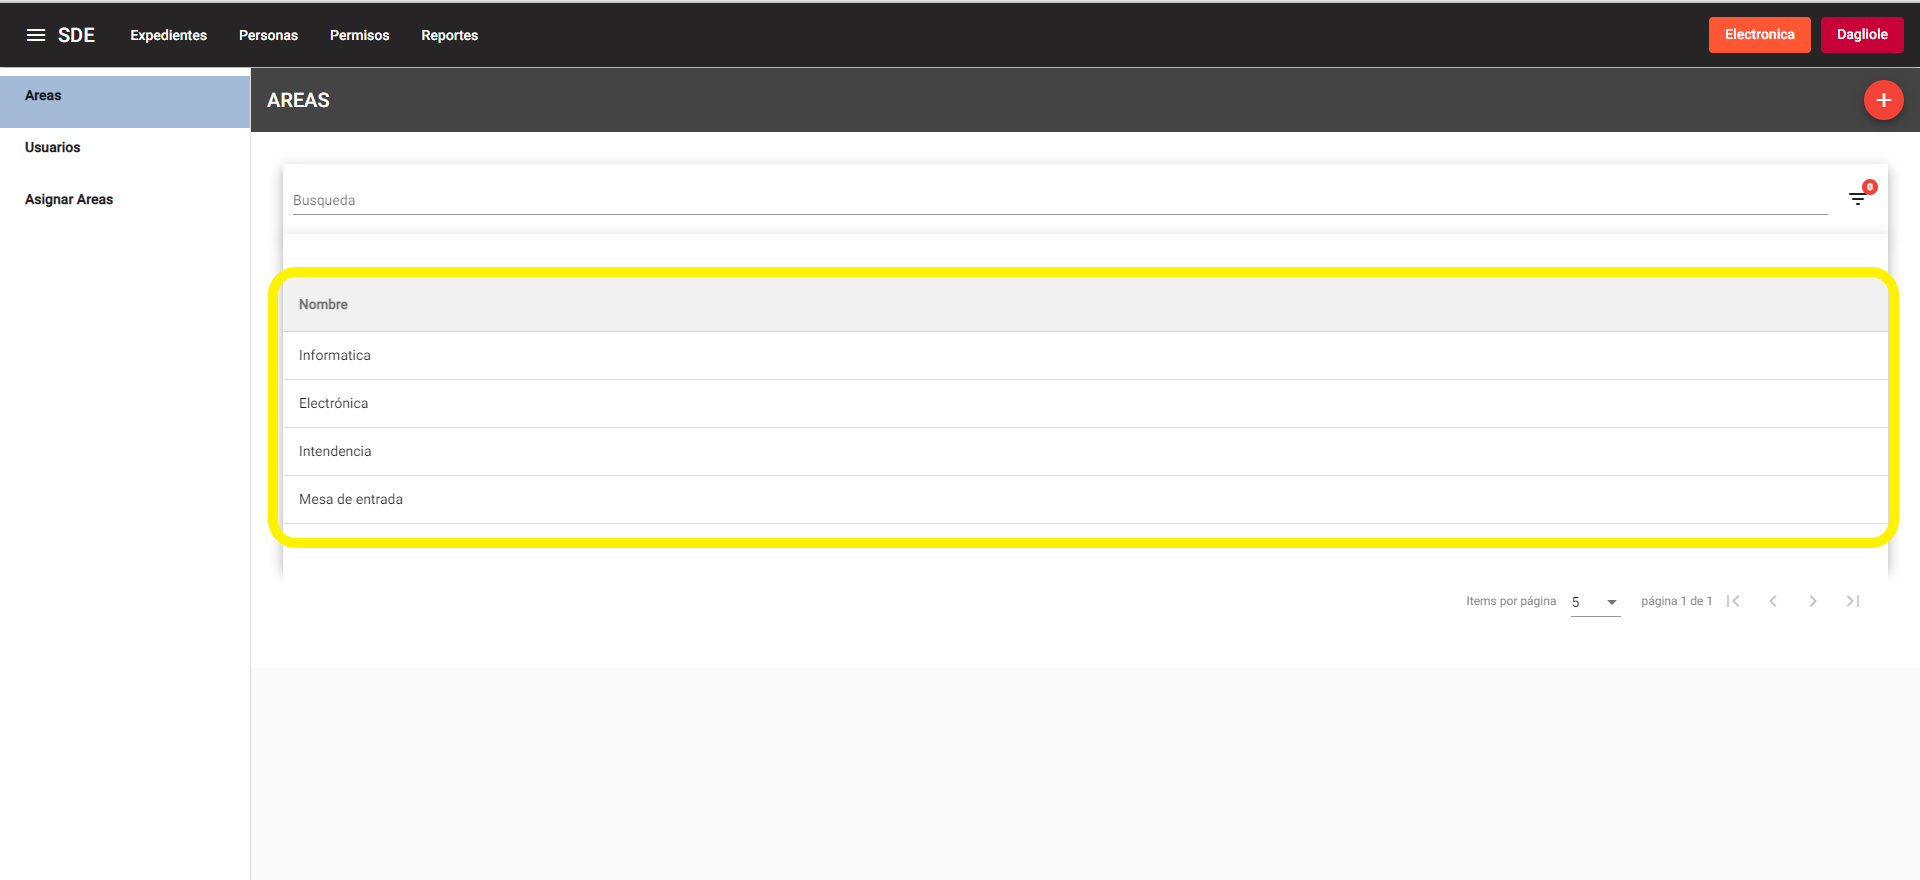 SDE Expedientes Personas Permisos Reportes Electronica Dagliole
Areas
Usuarios
Asignar Areas
AREAS
+
Busqueda
0
Nombre
Informatica
Electrónica
Intendencia
Mesa de entrada
Items por página 5 página 1 de 1